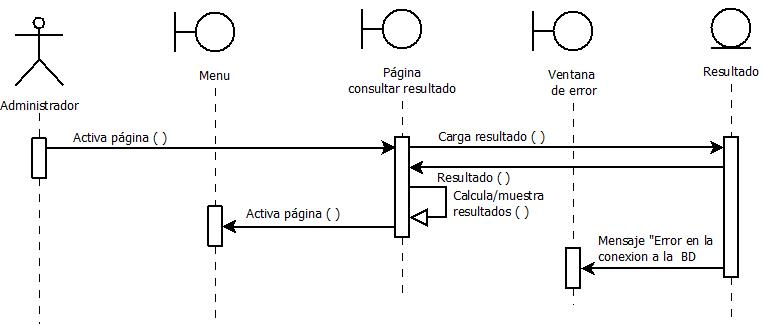 Administrador
Menu
Página
consultar resultado
Ventana
de error
Resultado
Activa página ( )
Carga resultado ( )
Resultado ( )
Calcula/muestra
resultados ( )
Activa página ( )
Mensaje "Error en la
conexion a la  BD